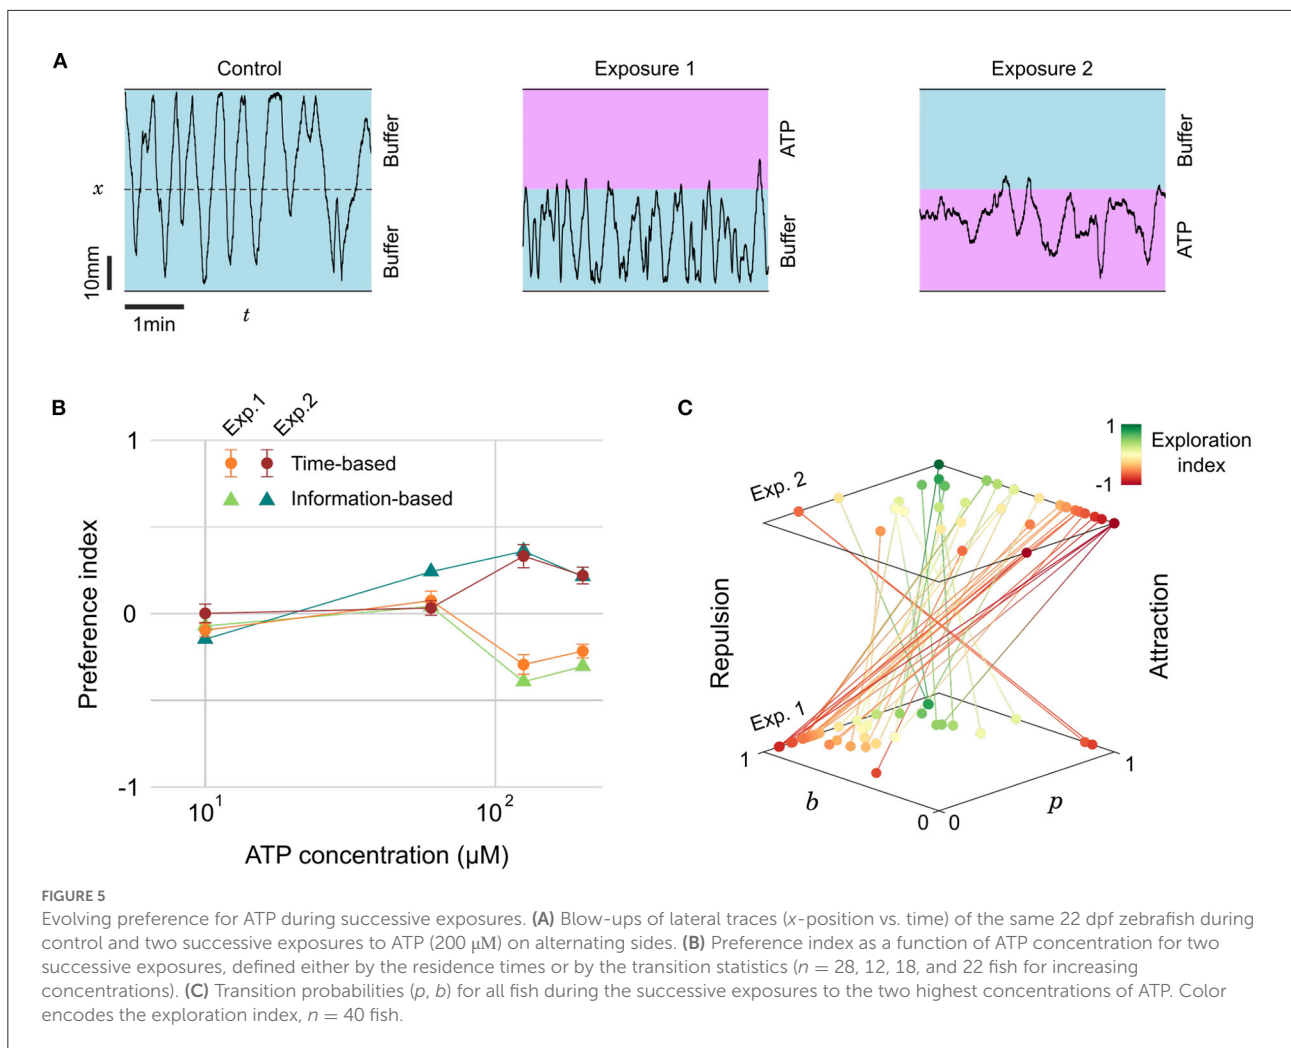 A
Control
Exposure 1
Exposure 2
Buffer
Buffer
ATP
Buffer
Buffer
ATP
x
10mm
1min
t
B
Exp.1
Exp.2
Time-based
Information-based
1
0
-1
Preference index
10¹
10²
ATP concentration (µM)
C
1
-1
Exploration
index
Exp. 2
Repulsion
Attraction
Exp. 1
1
1
b
p
0 0
FIGURE 5
Evolving preference for ATP during successive exposures. (A) Blow-ups of lateral traces (x-position vs. time) of the same 22 dpf zebrafish during
control and two successive exposures to ATP (200 µM) on alternating sides. (B) Preference index as a function of ATP concentration for two
successive exposures, defined either by the residence times or by the transition statistics (n = 28, 12, 18, and 22 fish for increasing
concentrations). (C) Transition probabilities (p, b) for all fish during the successive exposures to the two highest concentrations of ATP. Color
encodes the exploration index, n = 40 fish.